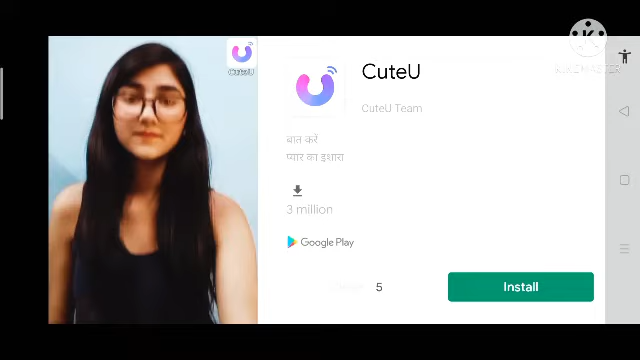 CuteU
KINEMASTER
CuteU
CuteU Team
बात करें
प्यार का इशारा
3 million
Google Play
5
Install